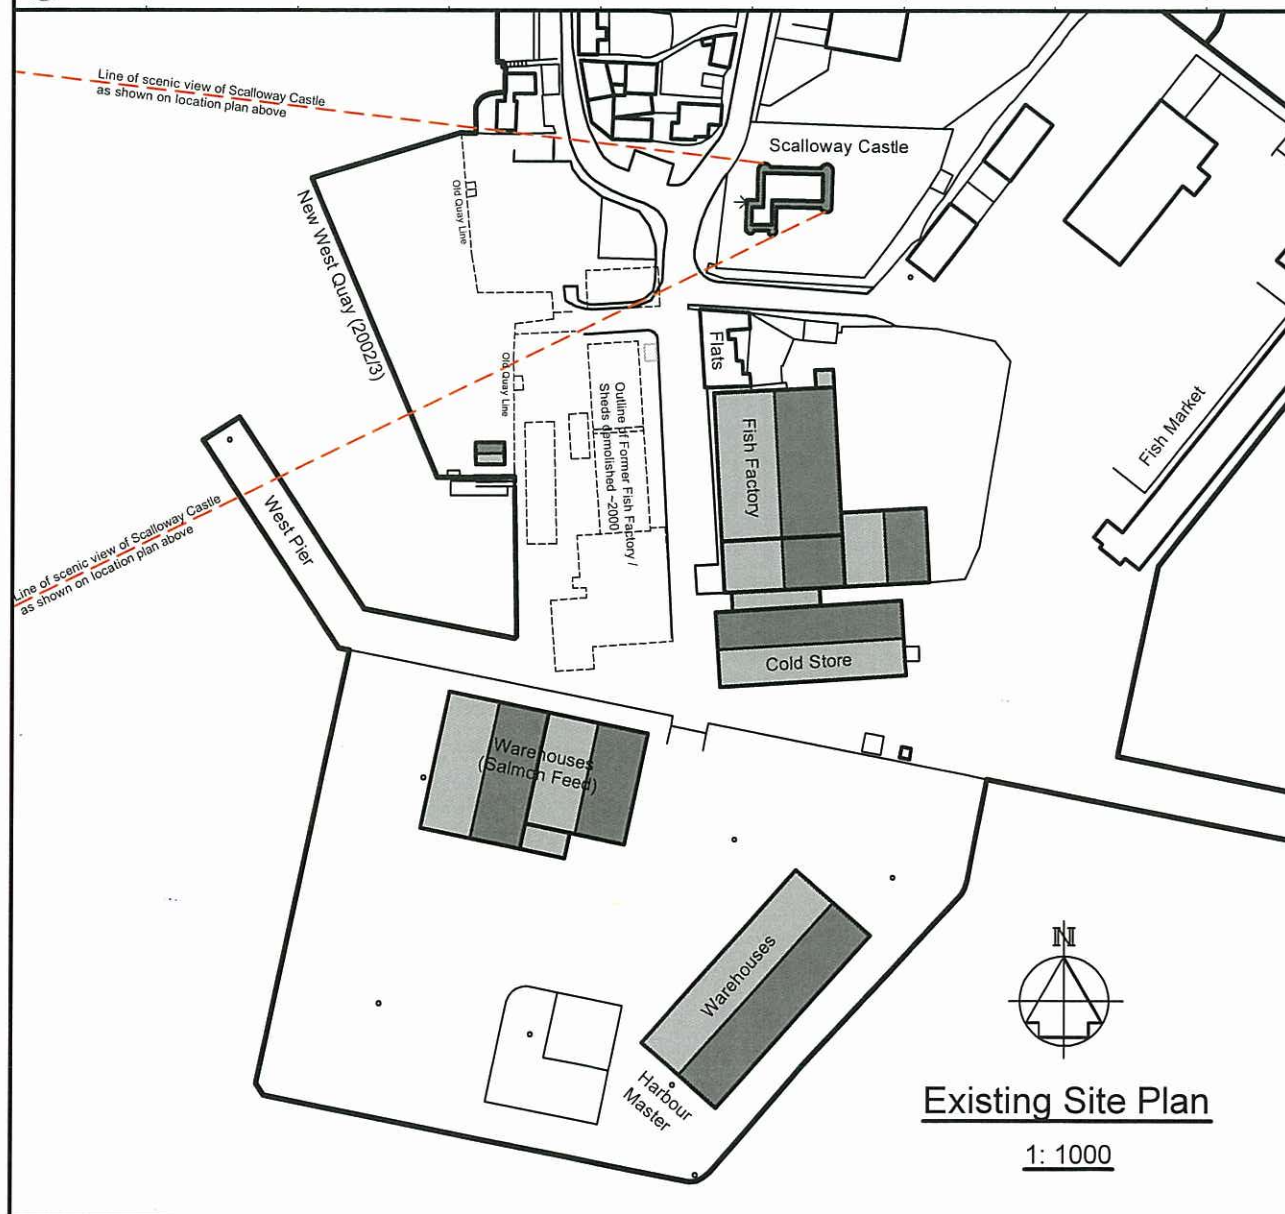 Line of scenic view of Scalloway Castle
as shown on location plan above
Scalloway Castle
Old Quay Line
New West Quay (2002/3)
Old Quay Line
Flats
Outline of Former Fish Factory /
Sheds demolished ~2000
Fish Factory
Fish Market
West Pier
Line of scenic view of Scalloway Castle
as shown on location plan above
Cold Store
Warehouses
(Salmon Feed)
Warehouses
Harbour
Master
N
Existing Site Plan
1: 1000